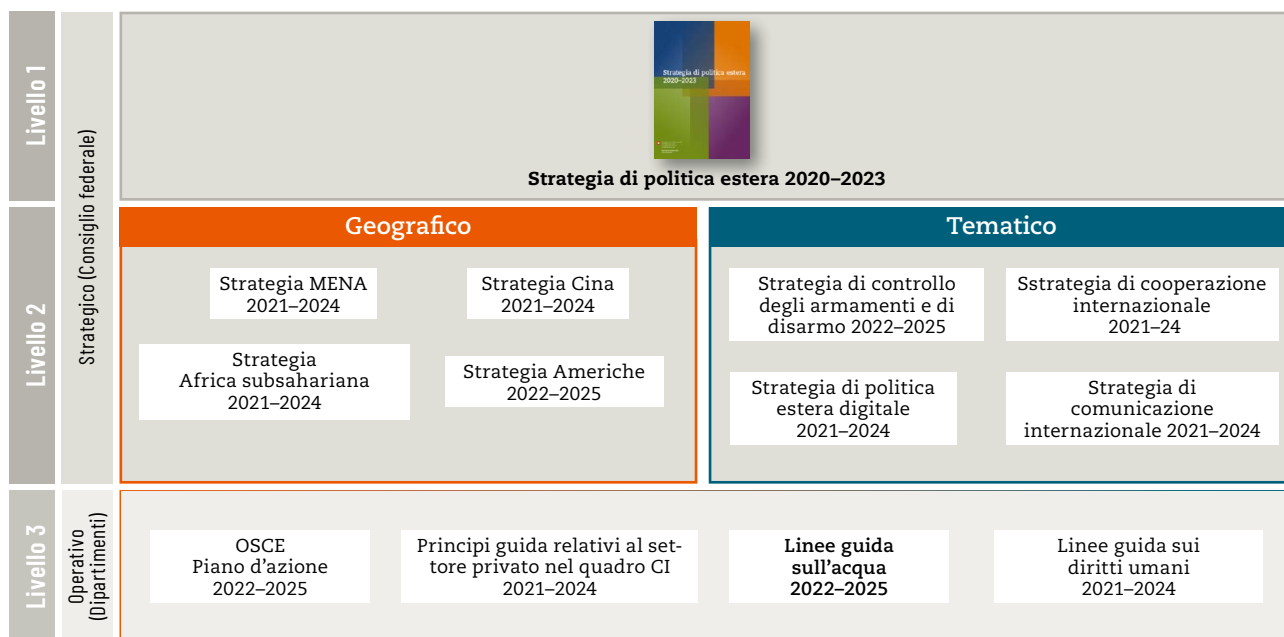 Livello 1
Strategico (Consiglio federale)
Strategia di politica estera
2020–2023
Strategia di politica estera 2020–2023
Livello 2
Geografico
Strategia MENA
2021–2024
Strategia Cina
2021–2024
Strategia
Africa subsahariana
2021–2024
Strategia Americhe
2022–2025
Tematico
Strategia di controllo
degli armamenti e di
disarmo 2022–2025
Sstrategia di cooperazione
internazionale
2021–24
Strategia di politica
estera digitale
2021–2024
Strategia di
comunicazione
internazionale 2021–2024
Livello 3
Operativo
(Dipartimenti)
OSCE
Piano d'azione
2022–2025
Principi guida relativi al set-
tore privato nel quadro CI
2021–2024
Linee guida
sull'acqua
2022–2025
Linee guida sui
diritti umani
2021–2024